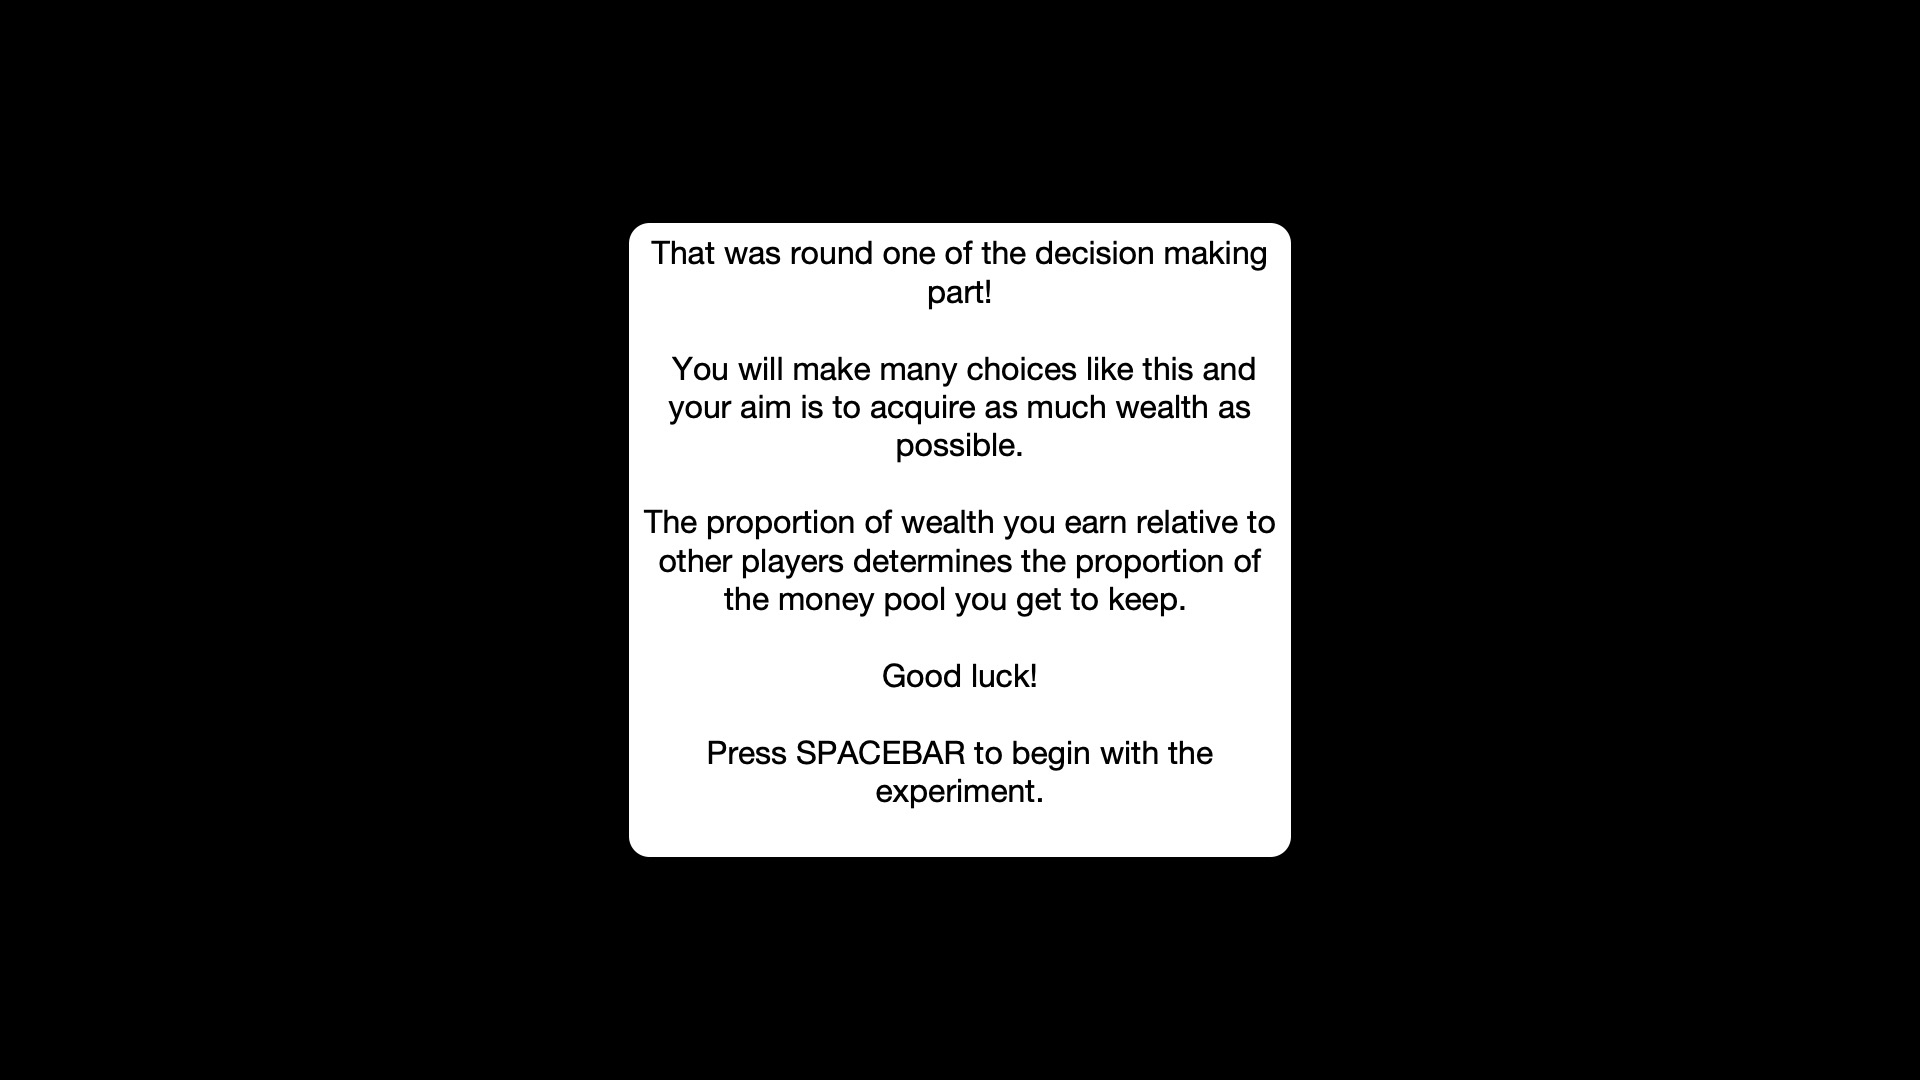 That was round one of the decision making
part!
You will make many choices like this and
your aim is to acquire as much wealth as
possible.
The proportion of wealth you earn relative to
other players determines the proportion of
the money pool you get to keep.
Good luck!
Press SPACEBAR to begin with the
experiment.